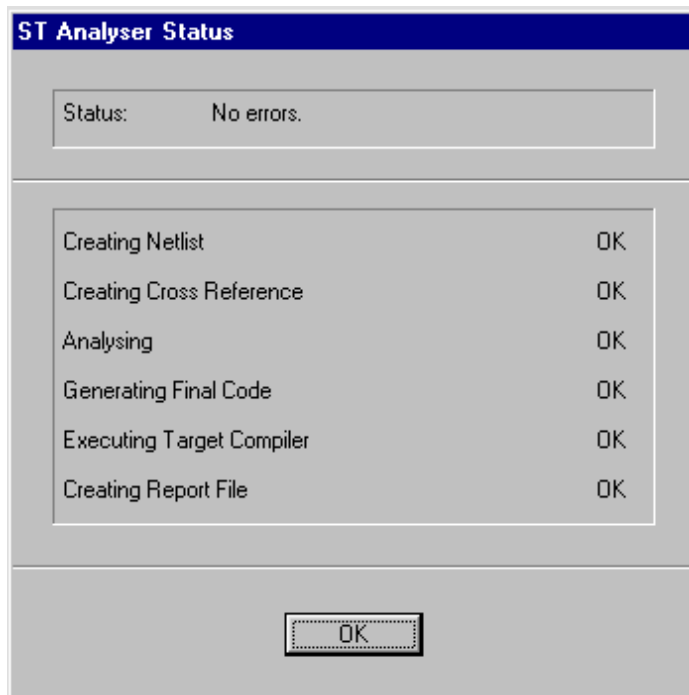 ST Analyser Status
Status: No errors.
Creating Netlist OK
Creating Cross Reference OK
Analysing OK
Generating Final Code OK
Executing Target Compiler OK
Creating Report File OK
OK